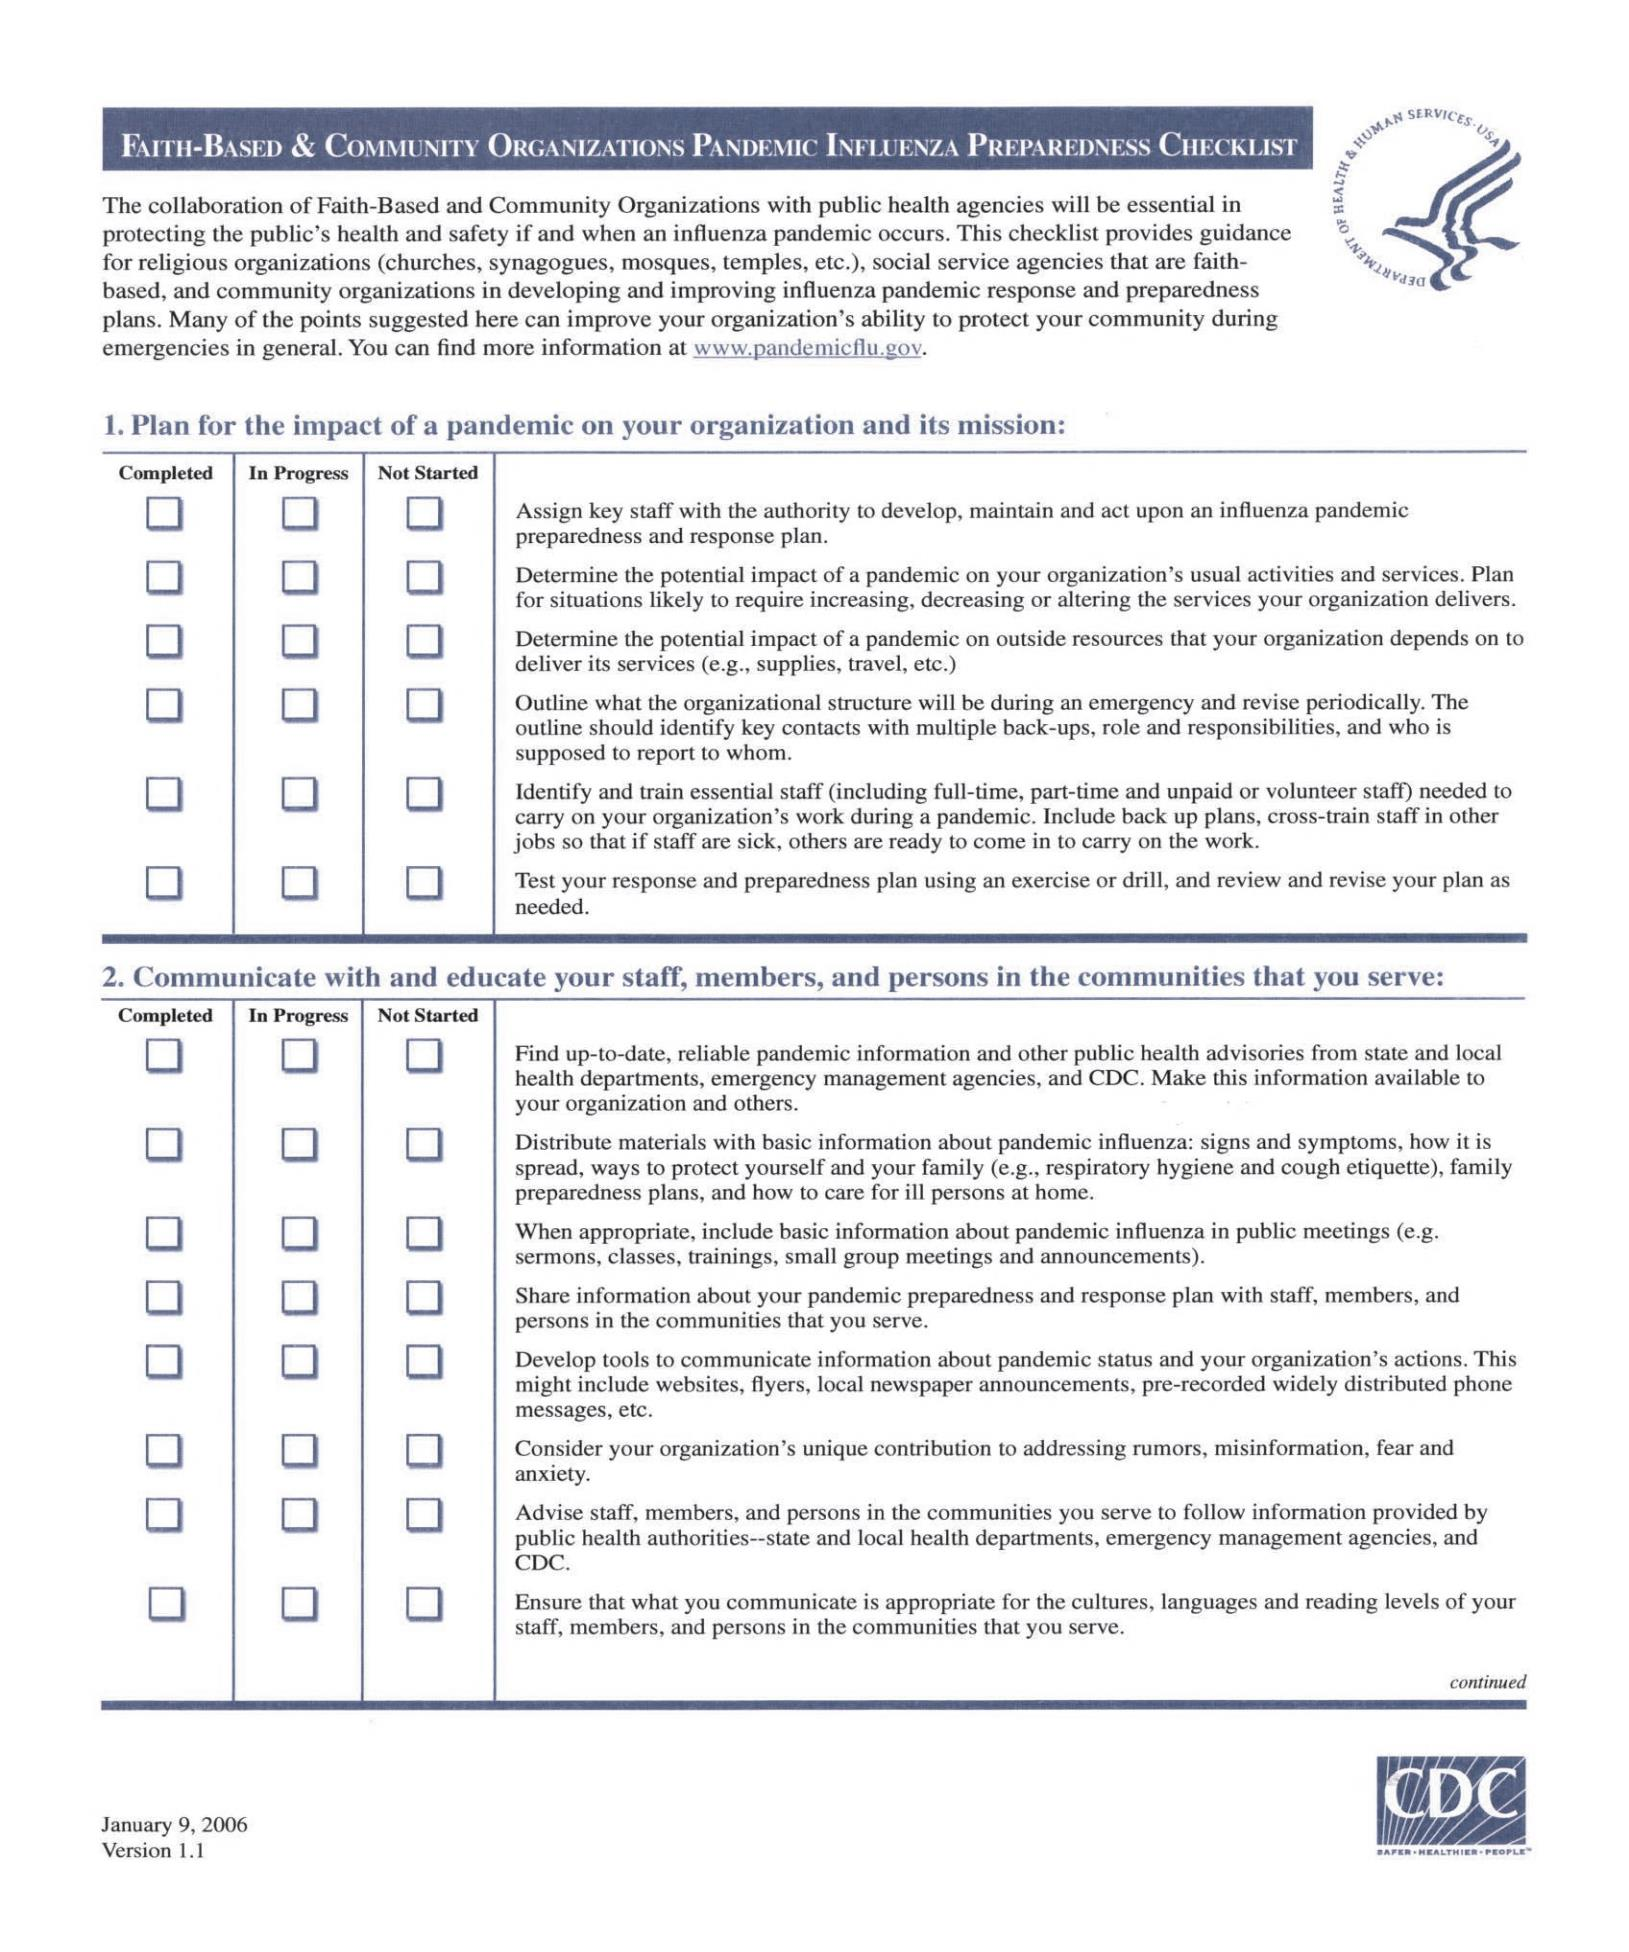 FAITH-BASED & COMMUNITY ORGANIZATIONS PANDEMIC INFLUENZA PREPAREDNESS CHECKLIST
DEPARTMENT OF HEALTH & HUMAN SERVICES·USA
The collaboration of Faith-Based and Community Organizations with public health agencies will be essential in
protecting the public's health and safety if and when an influenza pandemic occurs. This checklist provides guidance
for religious organizations (churches, synagogues, mosques, temples, etc.), social service agencies that are faith-
based, and community organizations in developing and improving influenza pandemic response and preparedness
plans. Many of the points suggested here can improve your organization's ability to protect your community during
emergencies in general. You can find more information at www.pandemicflu.gov.
1. Plan for the impact of a pandemic on your organization and its mission:
Completed In Progress Not Started
Assign key staff with the authority to develop, maintain and act upon an influenza pandemic
preparedness and response plan.
Determine the potential impact of a pandemic on your organization's usual activities and services. Plan
for situations likely to require increasing, decreasing or altering the services your organization delivers.
Determine the potential impact of a pandemic on outside resources that your organization depends on to
deliver its services (e.g., supplies, travel, etc.)
Outline what the organizational structure will be during an emergency and revise periodically. The
outline should identify key contacts with multiple back-ups, role and responsibilities, and who is
supposed to report to whom.
Identify and train essential staff (including full-time, part-time and unpaid or volunteer staff) needed to
carry on your organization's work during a pandemic. Include back up plans, cross-train staff in other
jobs so that if staff are sick, others are ready to come in to carry on the work.
Test your response and preparedness plan using an exercise or drill, and review and revise your plan as
needed.
2. Communicate with and educate your staff, members, and persons in the communities that you serve:
Completed In Progress Not Started
Find up-to-date, reliable pandemic information and other public health advisories from state and local
health departments, emergency management agencies, and CDC. Make this information available to
your organization and others.
Distribute materials with basic information about pandemic influenza: signs and symptoms, how it is
spread, ways to protect yourself and your family (e.g., respiratory hygiene and cough etiquette), family
preparedness plans, and how to care for ill persons at home.
When appropriate, include basic information about pandemic influenza in public meetings (e.g.
sermons, classes, trainings, small group meetings and announcements).
Share information about your pandemic preparedness and response plan with staff, members, and
persons in the communities that you serve.
Develop tools to communicate information about pandemic status and your organization's actions. This
might include websites, flyers, local newspaper announcements, pre-recorded widely distributed phone
messages, etc.
Consider your organization's unique contribution to addressing rumors, misinformation, fear and
anxiety.
Advise staff, members, and persons in the communities you serve to follow information provided by
public health authorities--state and local health departments, emergency management agencies, and
CDC.
Ensure that what you communicate is appropriate for the cultures, languages and reading levels of your
staff, members, and persons in the communities that you serve.
continued
January 9, 2006
Version 1.1
CDC
SAFER·HEALTHIER·PEOPLE™